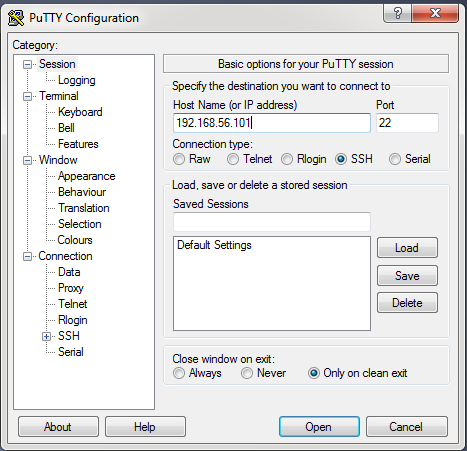 PuTTY Configuration
?
Category:
Session
Logging
Terminal
Keyboard
Bell
Features
Window
Appearance
Behaviour
Translation
Selection
Colours
Connection
Data
Proxy
Telnet
Rlogin
SSH
Serial
Basic options for your PuTTY session
Specify the destination you want to connect to
Host Name (or IP address) Port
192.168.56.101 22
Connection type:
Raw Telnet Rlogin SSH Serial
Load, save or delete a stored session
Saved Sessions
Default Settings
Load
Save
Delete
Close window on exit:
Always Never Only on clean exit
About Help Open Cancel